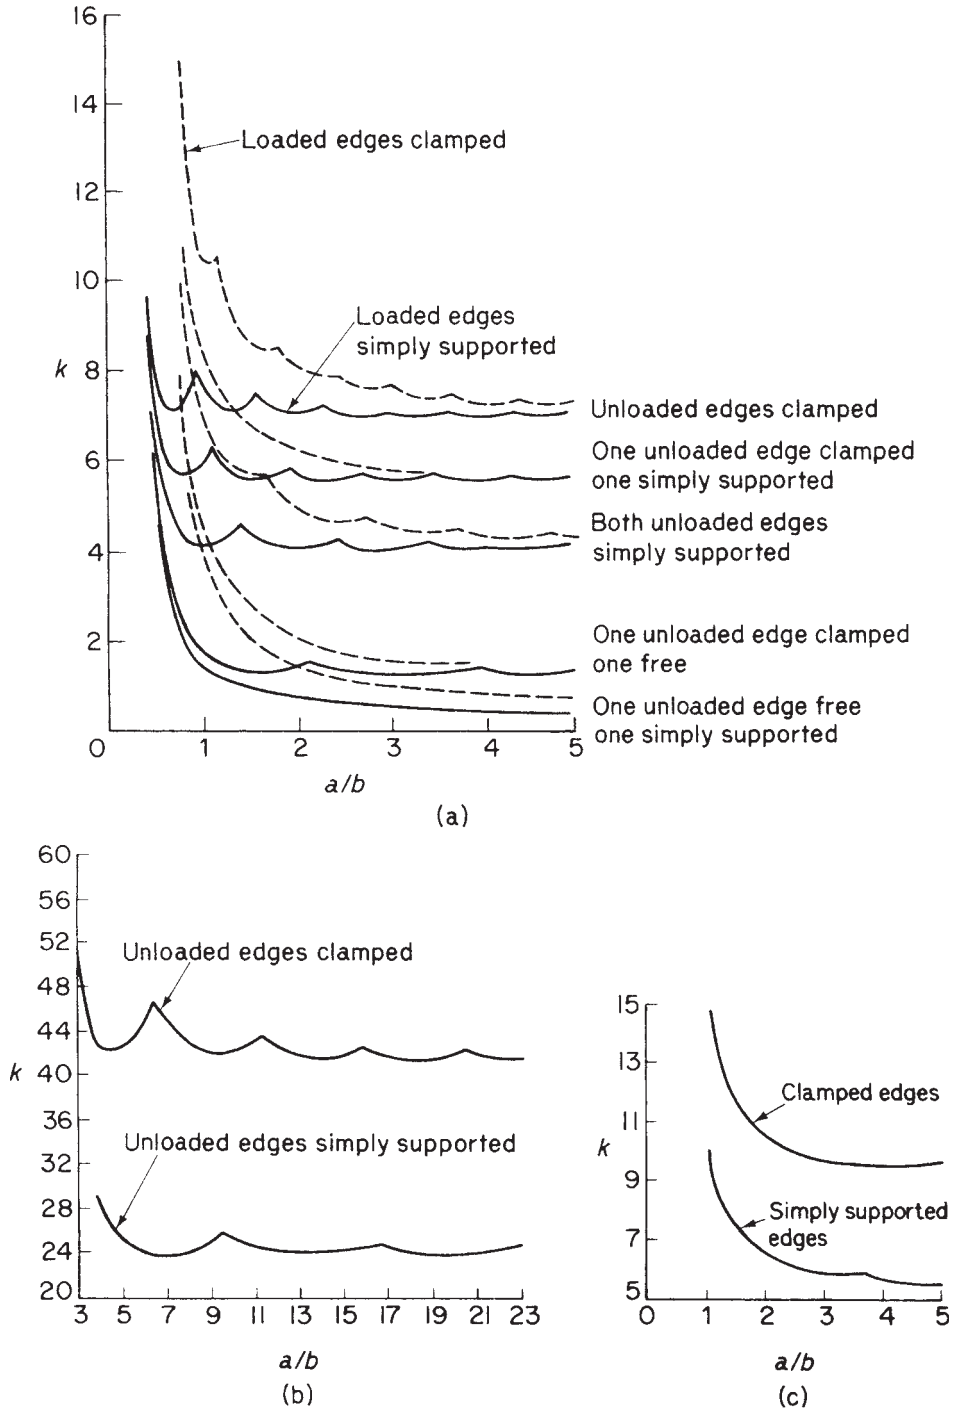 16
14
Loaded edges clamped
12
10
Loaded edges
simply supported
k
8
Unloaded edges clamped
6
One unloaded edge clamped
one simply supported
Both unloaded edges
simply supported
4
2
One unloaded edge clamped
one free
One unloaded edge free
one simply supported
0 1 2 3 4 5
a/b
(a)
60
56
52
Unloaded edges clamped
48
44
k 40
36
Unloaded edges simply supported
32
28
24
20
3 5 7 9 11 13 15 17 19 21 23
a/b
(b)
15
13
Clamped edges
11
k
9
Simply supported
edges
7
5
0 1 2 3 4 5
a/b
(c)